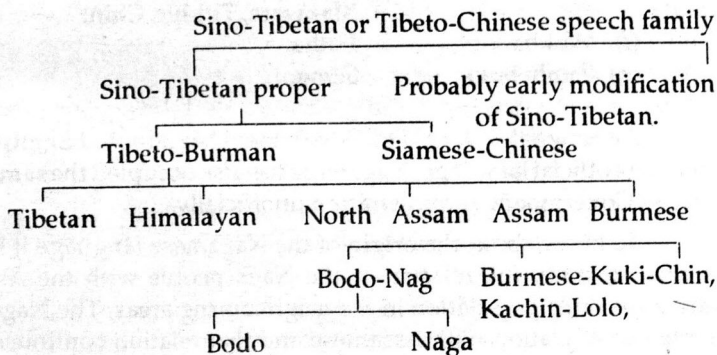 Sino-Tibetan or Tibeto-Chinese speech family
Sino-Tibetan proper Probably early modification
of Sino-Tibetan.
Tibeto-Burman Siamese-Chinese
Tibetan Himalayan North Assam Assam Burmese
Bodo-Nag Burmese-Kuki-Chin,
Kachin-Lolo,
Bodo Naga